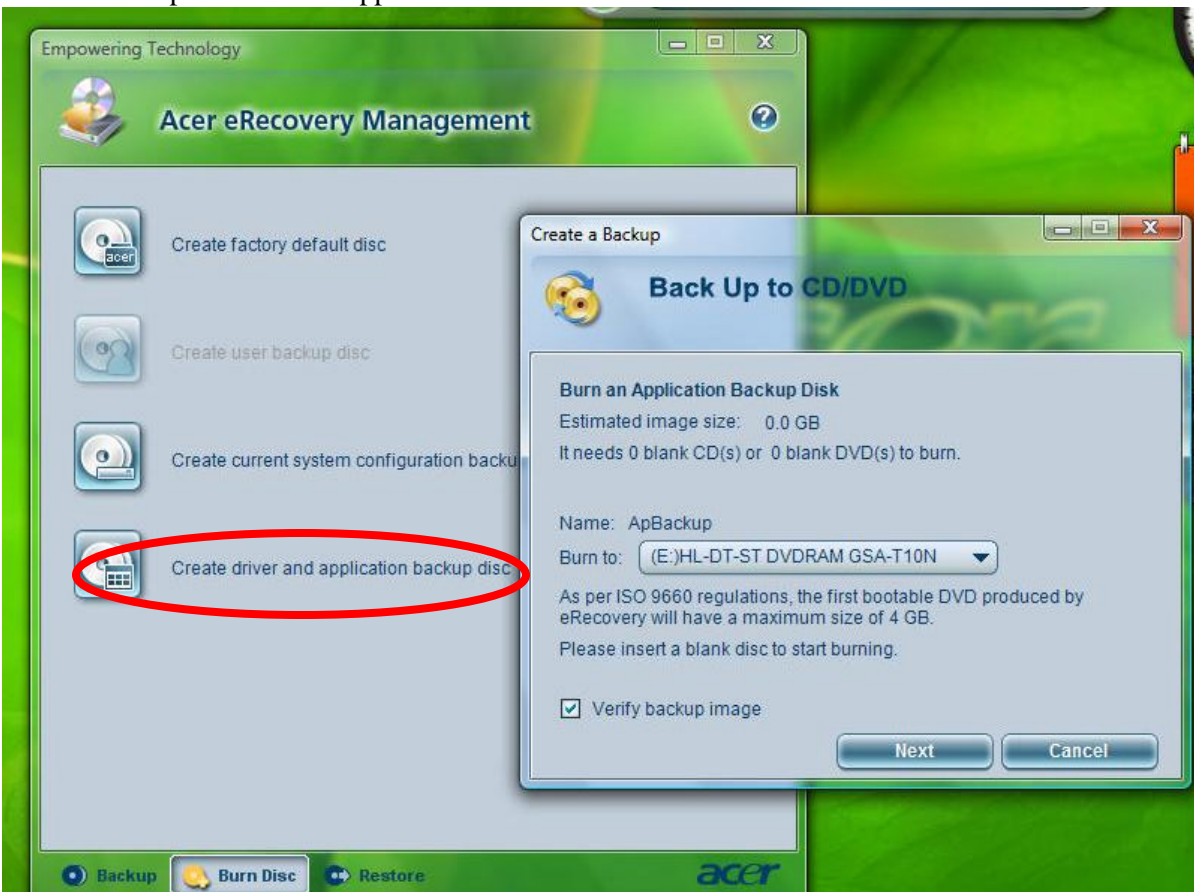 Empowering Technology
Acer eRecovery Management
acer
Create factory default disc
Create user backup disc
Create current system configuration backu
Create driver and application backup disc
Create a Backup
Back Up to CD/DVD
Burn an Application Backup Disk
Estimated image size: 0.0 GB
It needs 0 blank CD(s) or 0 blank DVD(s) to burn.
Name: ApBackup
Burn to: (E:)HL-DT-ST DVDRAM GSA-T10N
As per ISO 9660 regulations, the first bootable DVD produced by
eRecovery will have a maximum size of 4 GB.
Please insert a blank disc to start burning.
Verify backup image
Next Cancel
Backup Burn Disc Restore acer